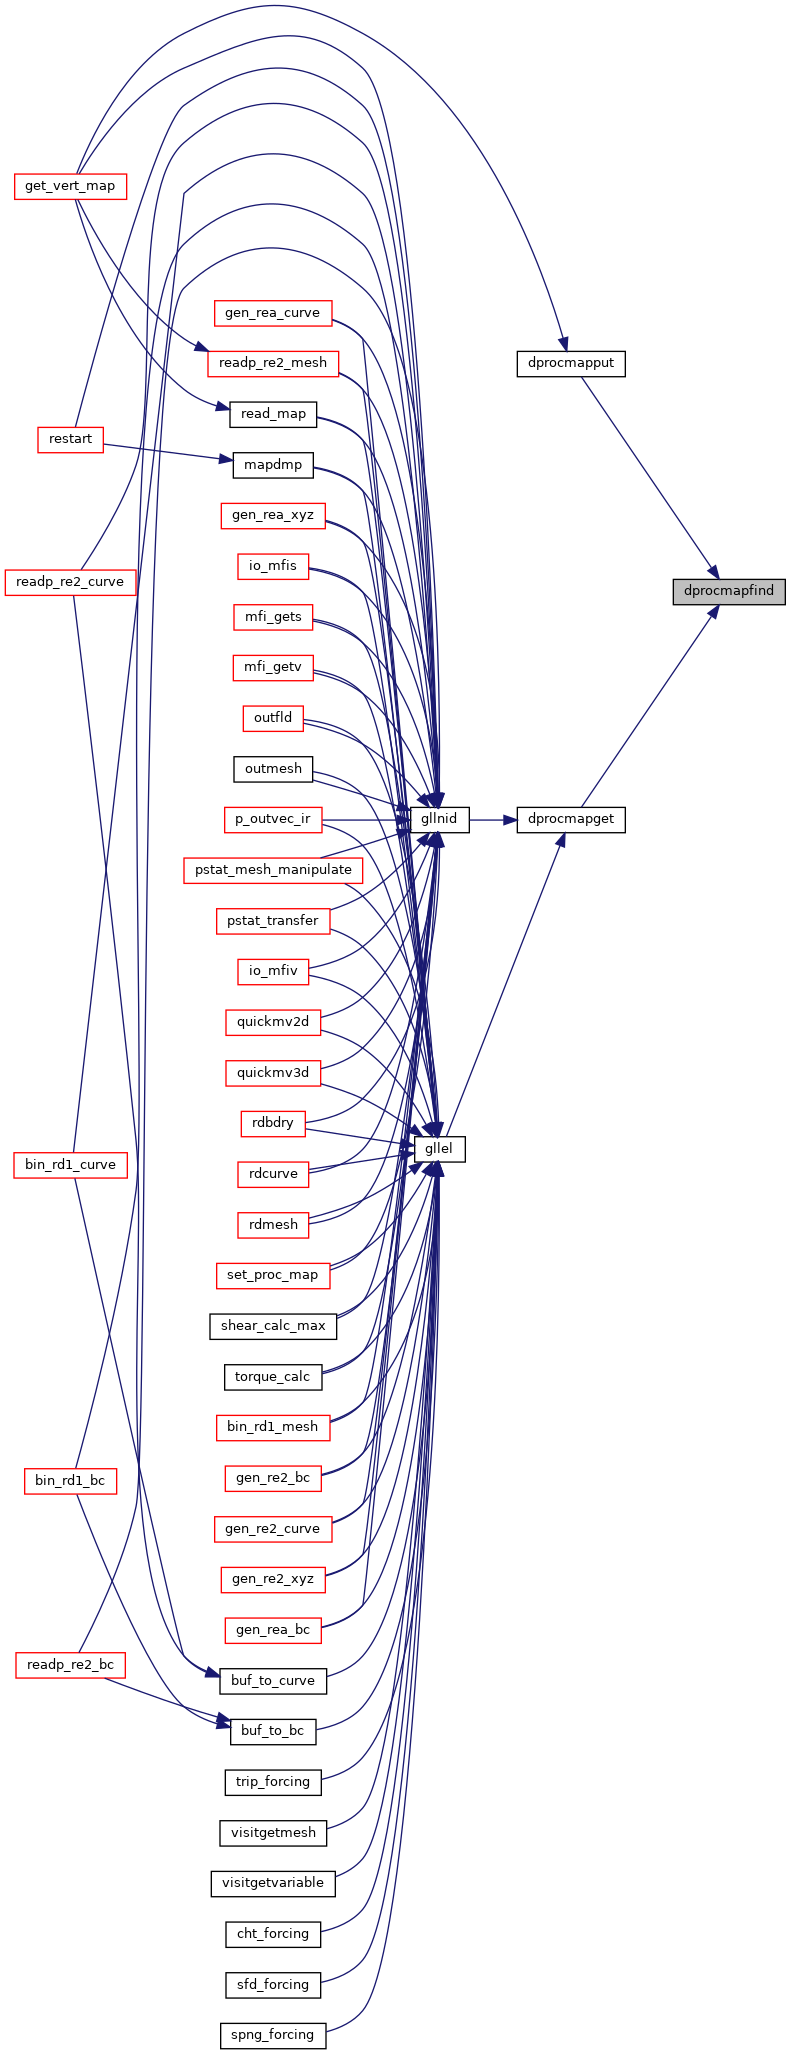 get_vert_map
gen_rea_curve
readp_re2_mesh
dprocmapput
read_map
restart
mapdmp
gen_rea_xyz
io_mfis
readp_re2_curve
dprocmapfind
mfi_gets
mfi_getv
outfld
outmesh
p_outvec_ir
gllnid
dprocmapget
pstat_mesh_manipulate
pstat_transfer
io_mfiv
quickmv2d
quickmv3d
rdbdry
gllel
bin_rd1_curve
rdcurve
rdmesh
set_proc_map
shear_calc_max
torque_calc
bin_rd1_mesh
gen_re2_bc
bin_rd1_bc
gen_re2_curve
gen_re2_xyz
gen_rea_bc
readp_re2_bc
buf_to_curve
buf_to_bc
trip_forcing
visitgetmesh
visitgetvariable
cht_forcing
sfd_forcing
spng_forcing